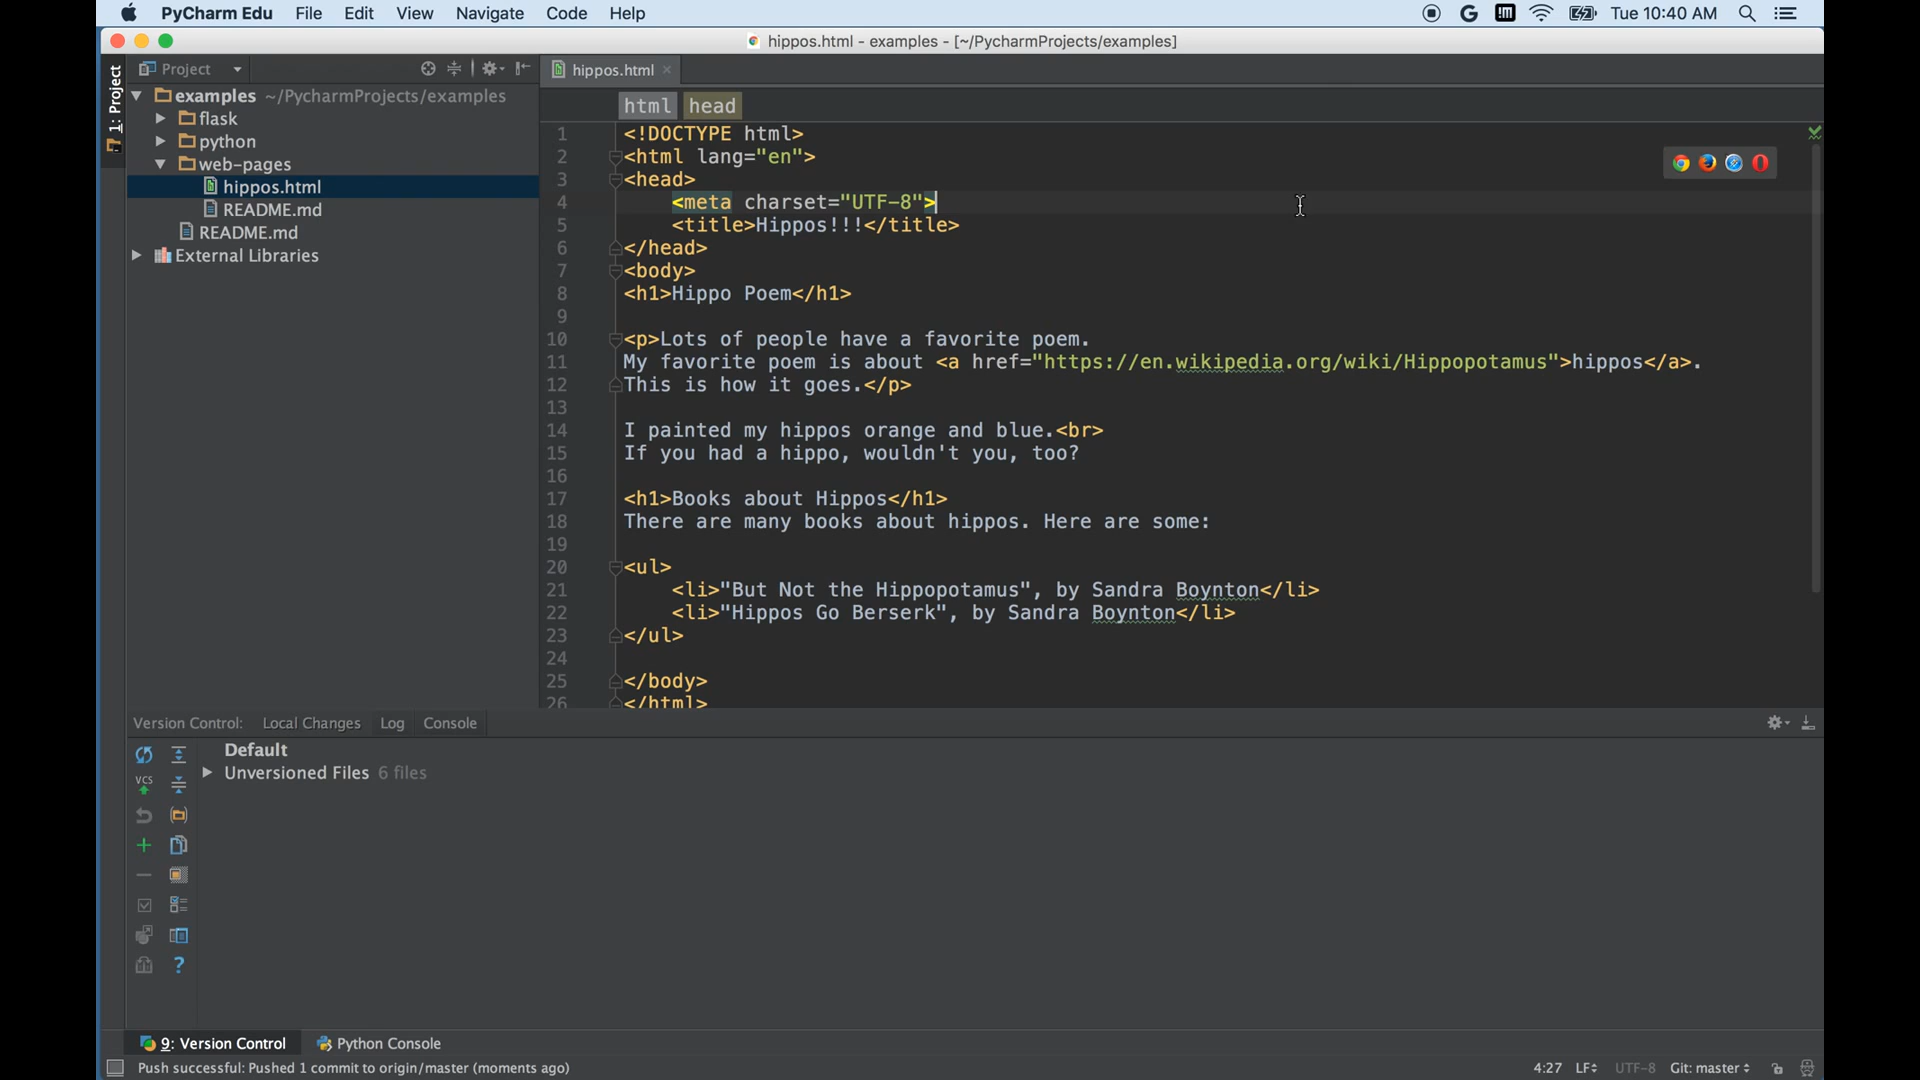 PyCharm Edu File Edit View Navigate Code Help
Tue 10:40 AM
hippos.html - examples - [~/PycharmProjects/examples]
1: Project
Project
examples ~/PycharmProjects/examples
flask
python
web-pages
hippos.html
README.md
README.md
External Libraries
hippos.html
html head
1 <!DOCTYPE html>
2 <html lang="en">
3 <head>
4 <meta charset="UTF-8">
5 <title>Hippos!!!</title>
6 </head>
7 <body>
8 <h1>Hippo Poem</h1>
9
10 <p>Lots of people have a favorite poem.
11 My favorite poem is about <a href="https://en.wikipedia.org/wiki/Hippopotamus">hippos</a>.
12 This is how it goes.</p>
13
14 I painted my hippos orange and blue.<br>
15 If you had a hippo, wouldn't you, too?
16
17 <h1>Books about Hippos</h1>
18 There are many books about hippos. Here are some:
19
20 <ul>
21 <li>"But Not the Hippopotamus", by Sandra Boynton</li>
22 <li>"Hippos Go Berserk", by Sandra Boynton</li>
23 </ul>
24
25 </body>
26 </html>
Version Control: Local Changes Log Console
Default
Unversioned Files 6 files
VCS
9: Version Control Python Console
Push successful: Pushed 1 commit to origin/master (moments ago)
4:27 LF UTF-8 Git: master